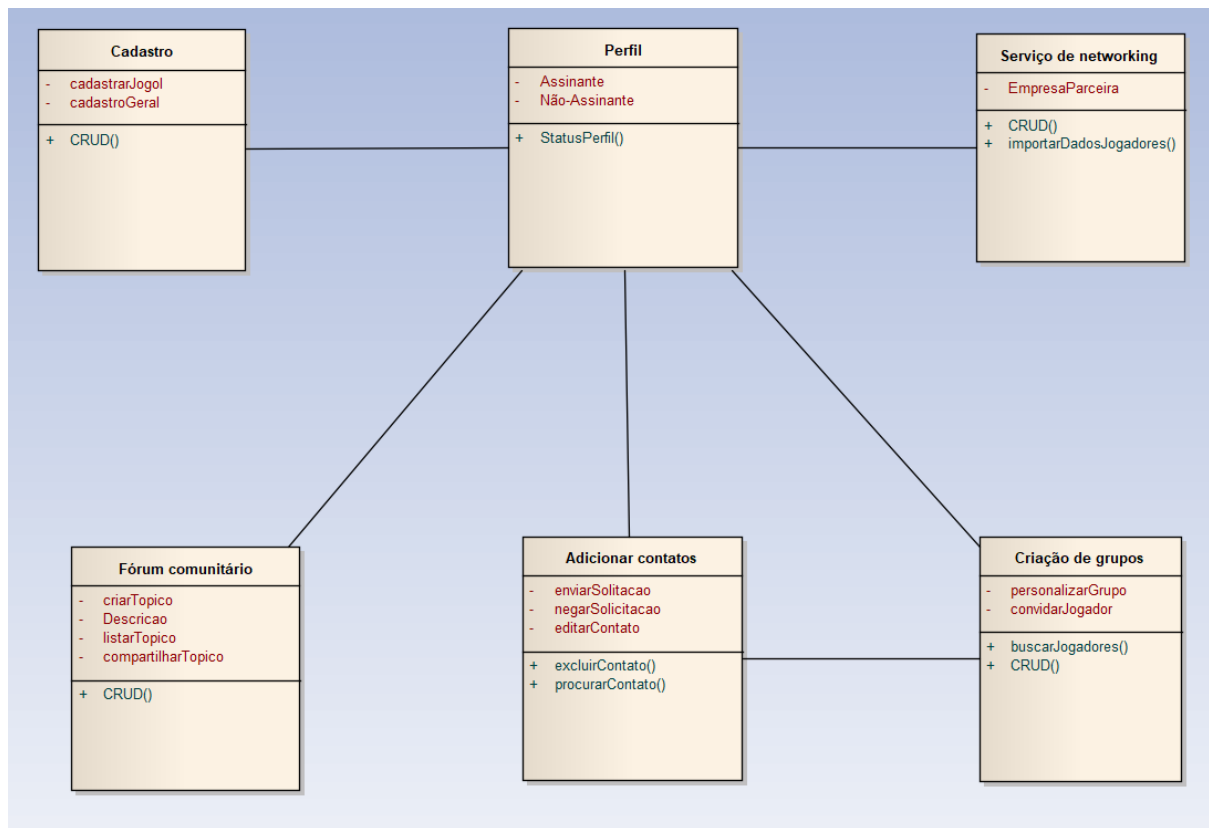 Cadastro
- cadastrarJogol
- cadastroGeral
+ CRUD()
Perfil
- Assinante
- Não-Assinante
+ StatusPerfil()
Serviço de networking
- EmpresaParceira
+ CRUD()
+ importarDadosJogadores()
Fórum comunitário
- criarTopico
- Descricao
- listarTopico
- compartilharTopico
+ CRUD()
Adicionar contatos
- enviarSolitacao
- negarSolicitacao
- editarContato
+ excluirContato()
+ procurarContato()
Criação de grupos
- personalizarGrupo
- convidarJogador
+ buscarJogadores()
+ CRUD()